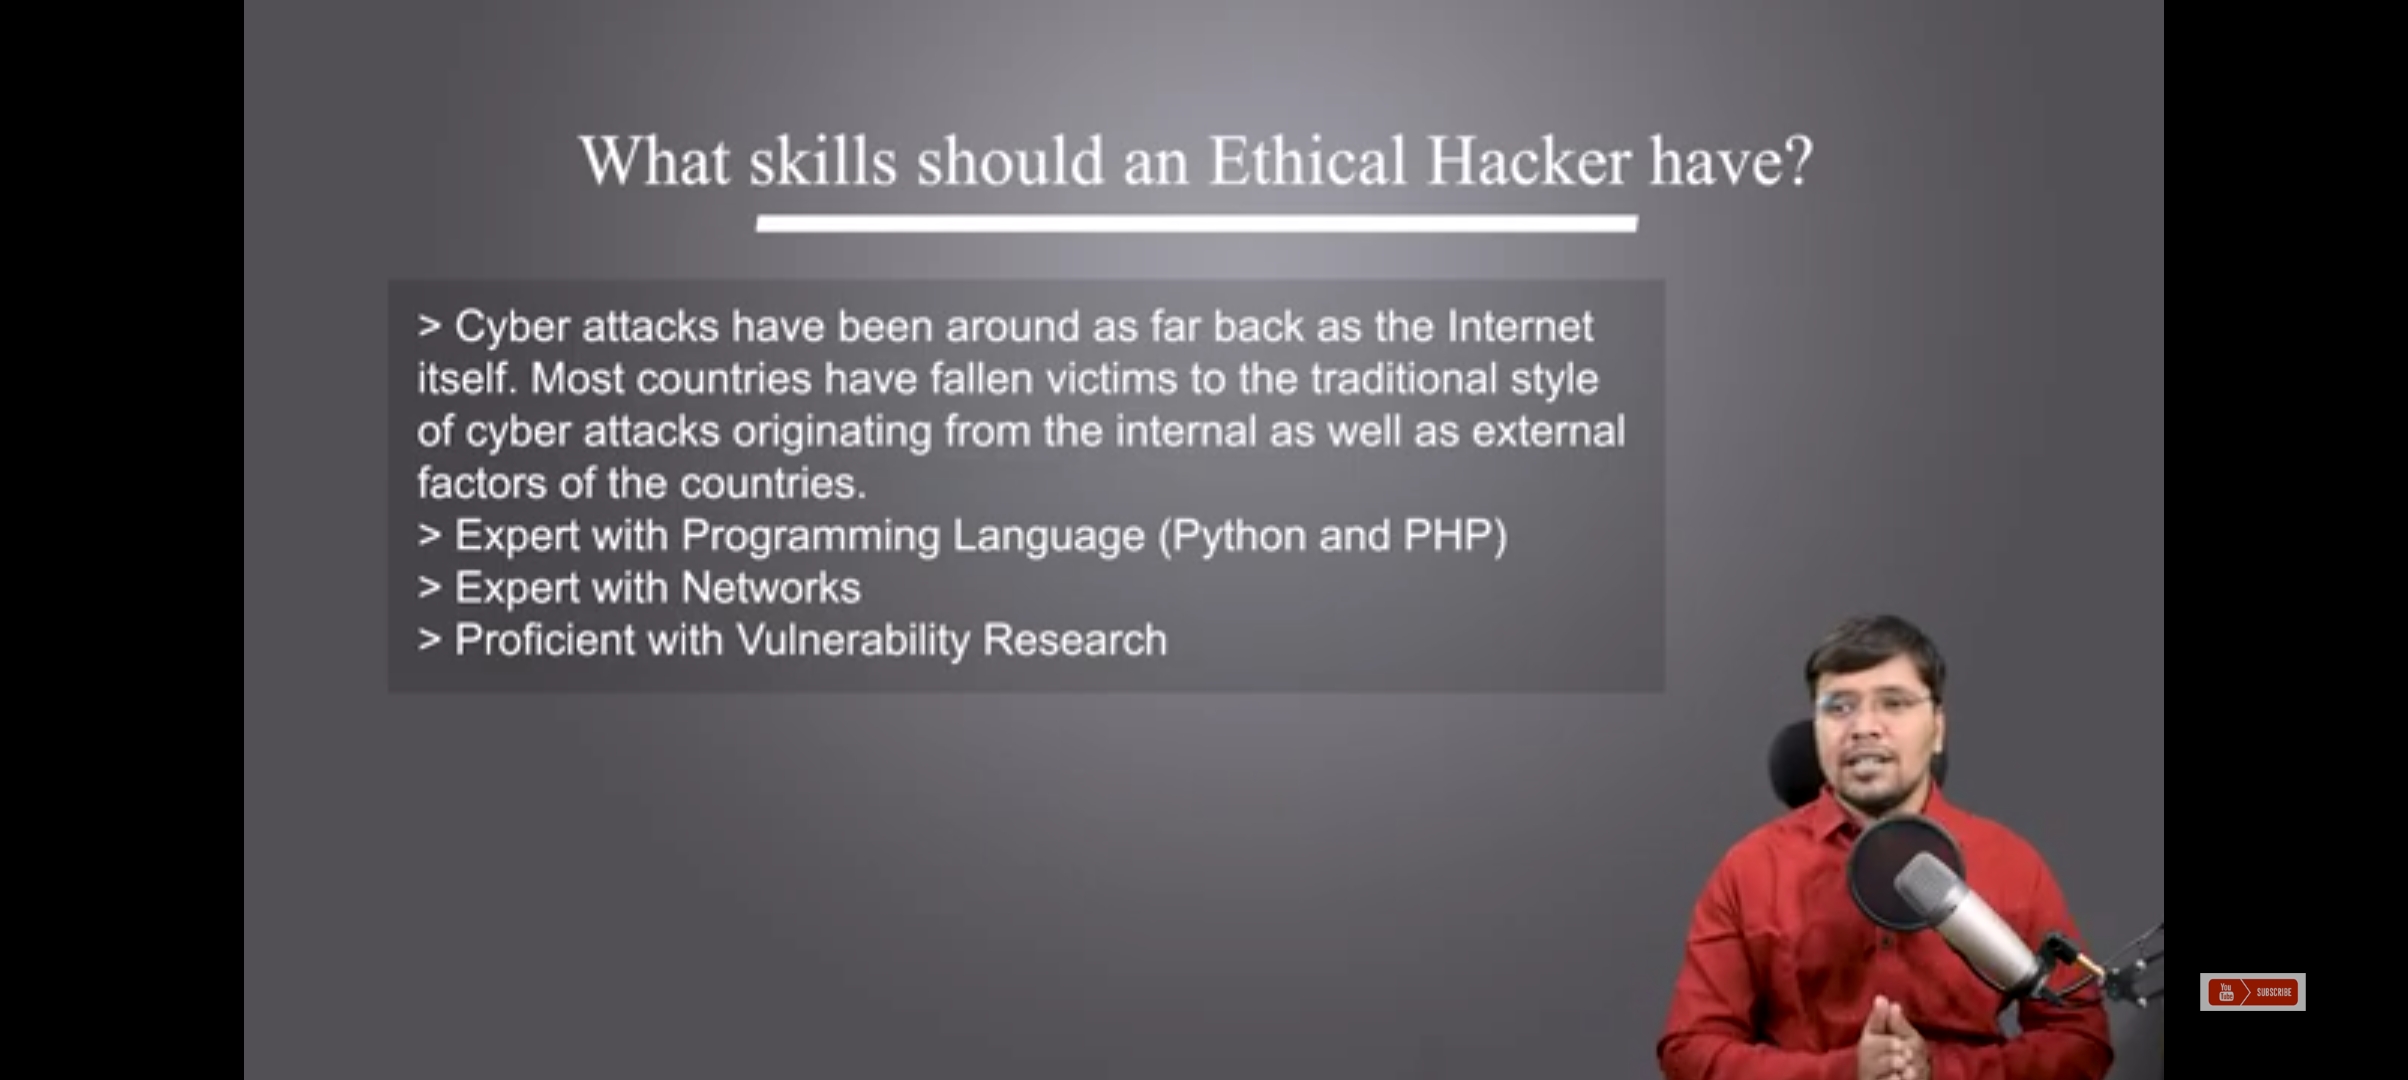 What skills should an Ethical Hacker have?
> Cyber attacks have been around as far back as the Internet
itself. Most countries have fallen victims to the traditional style
of cyber attacks originating from the internal as well as external
factors of the countries.
> Expert with Programming Language (Python and PHP)
> Expert with Networks
> Proficient with Vulnerability Research
You
Tube
SUBSCRIBE